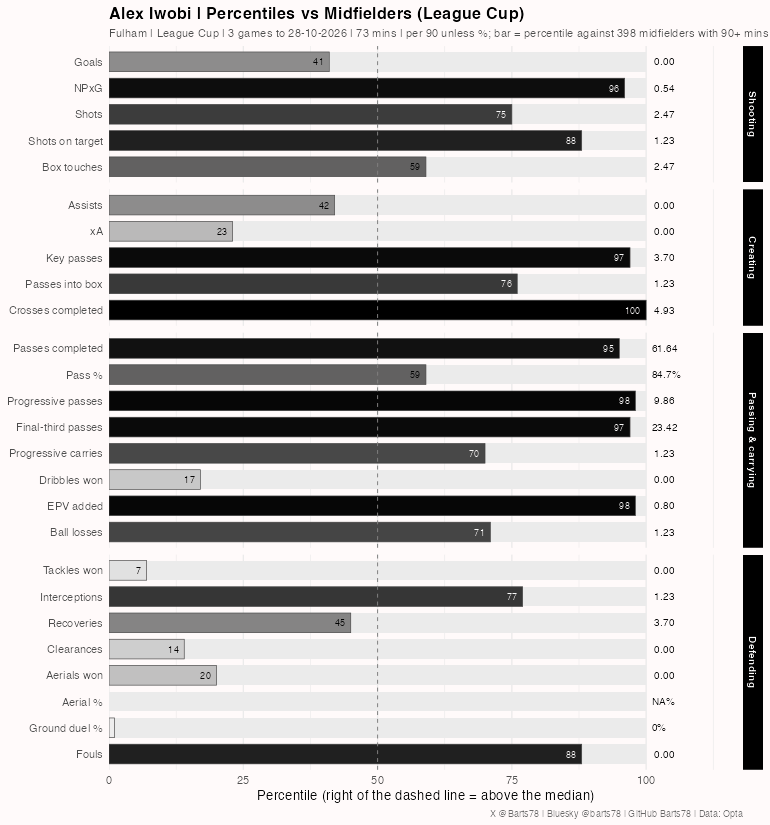 Alex Iwobi | Percentiles vs Midfielders (League Cup)
Fulham | League Cup | 3 games to 28-10-2026 | 73 mins | per 90 unless %; bar = percentile against 398 midfielders with 90+ mins
Goals 41 0.00
NPxG 96 0.54
Shots 75 2.47
Shots on target 88 1.23
Box touches 59 2.47
Shooting
Assists 42 0.00
xA 23 0.00
Key passes 97 3.70
Passes into box 76 1.23
Crosses completed 100 4.93
Creating
Passes completed 95 61.64
Pass % 59 84.7%
Progressive passes 98 9.86
Final-third passes 97 23.42
Progressive carries 70 1.23
Dribbles won 17 0.00
EPV added 98 0.80
Ball losses 71 1.23
Passing & carrying
Tackles won 7 0.00
Interceptions 77 1.23
Recoveries 45 3.70
Clearances 14 0.00
Aerials won 20 0.00
Aerial % NA%
Ground duel % 0%
Fouls 88 0.00
Defending
0 25 50 75 100
Percentile (right of the dashed line = above the median)
X @Barts78 | Bluesky @barts78 | GitHub Barts78 | Data: Opta